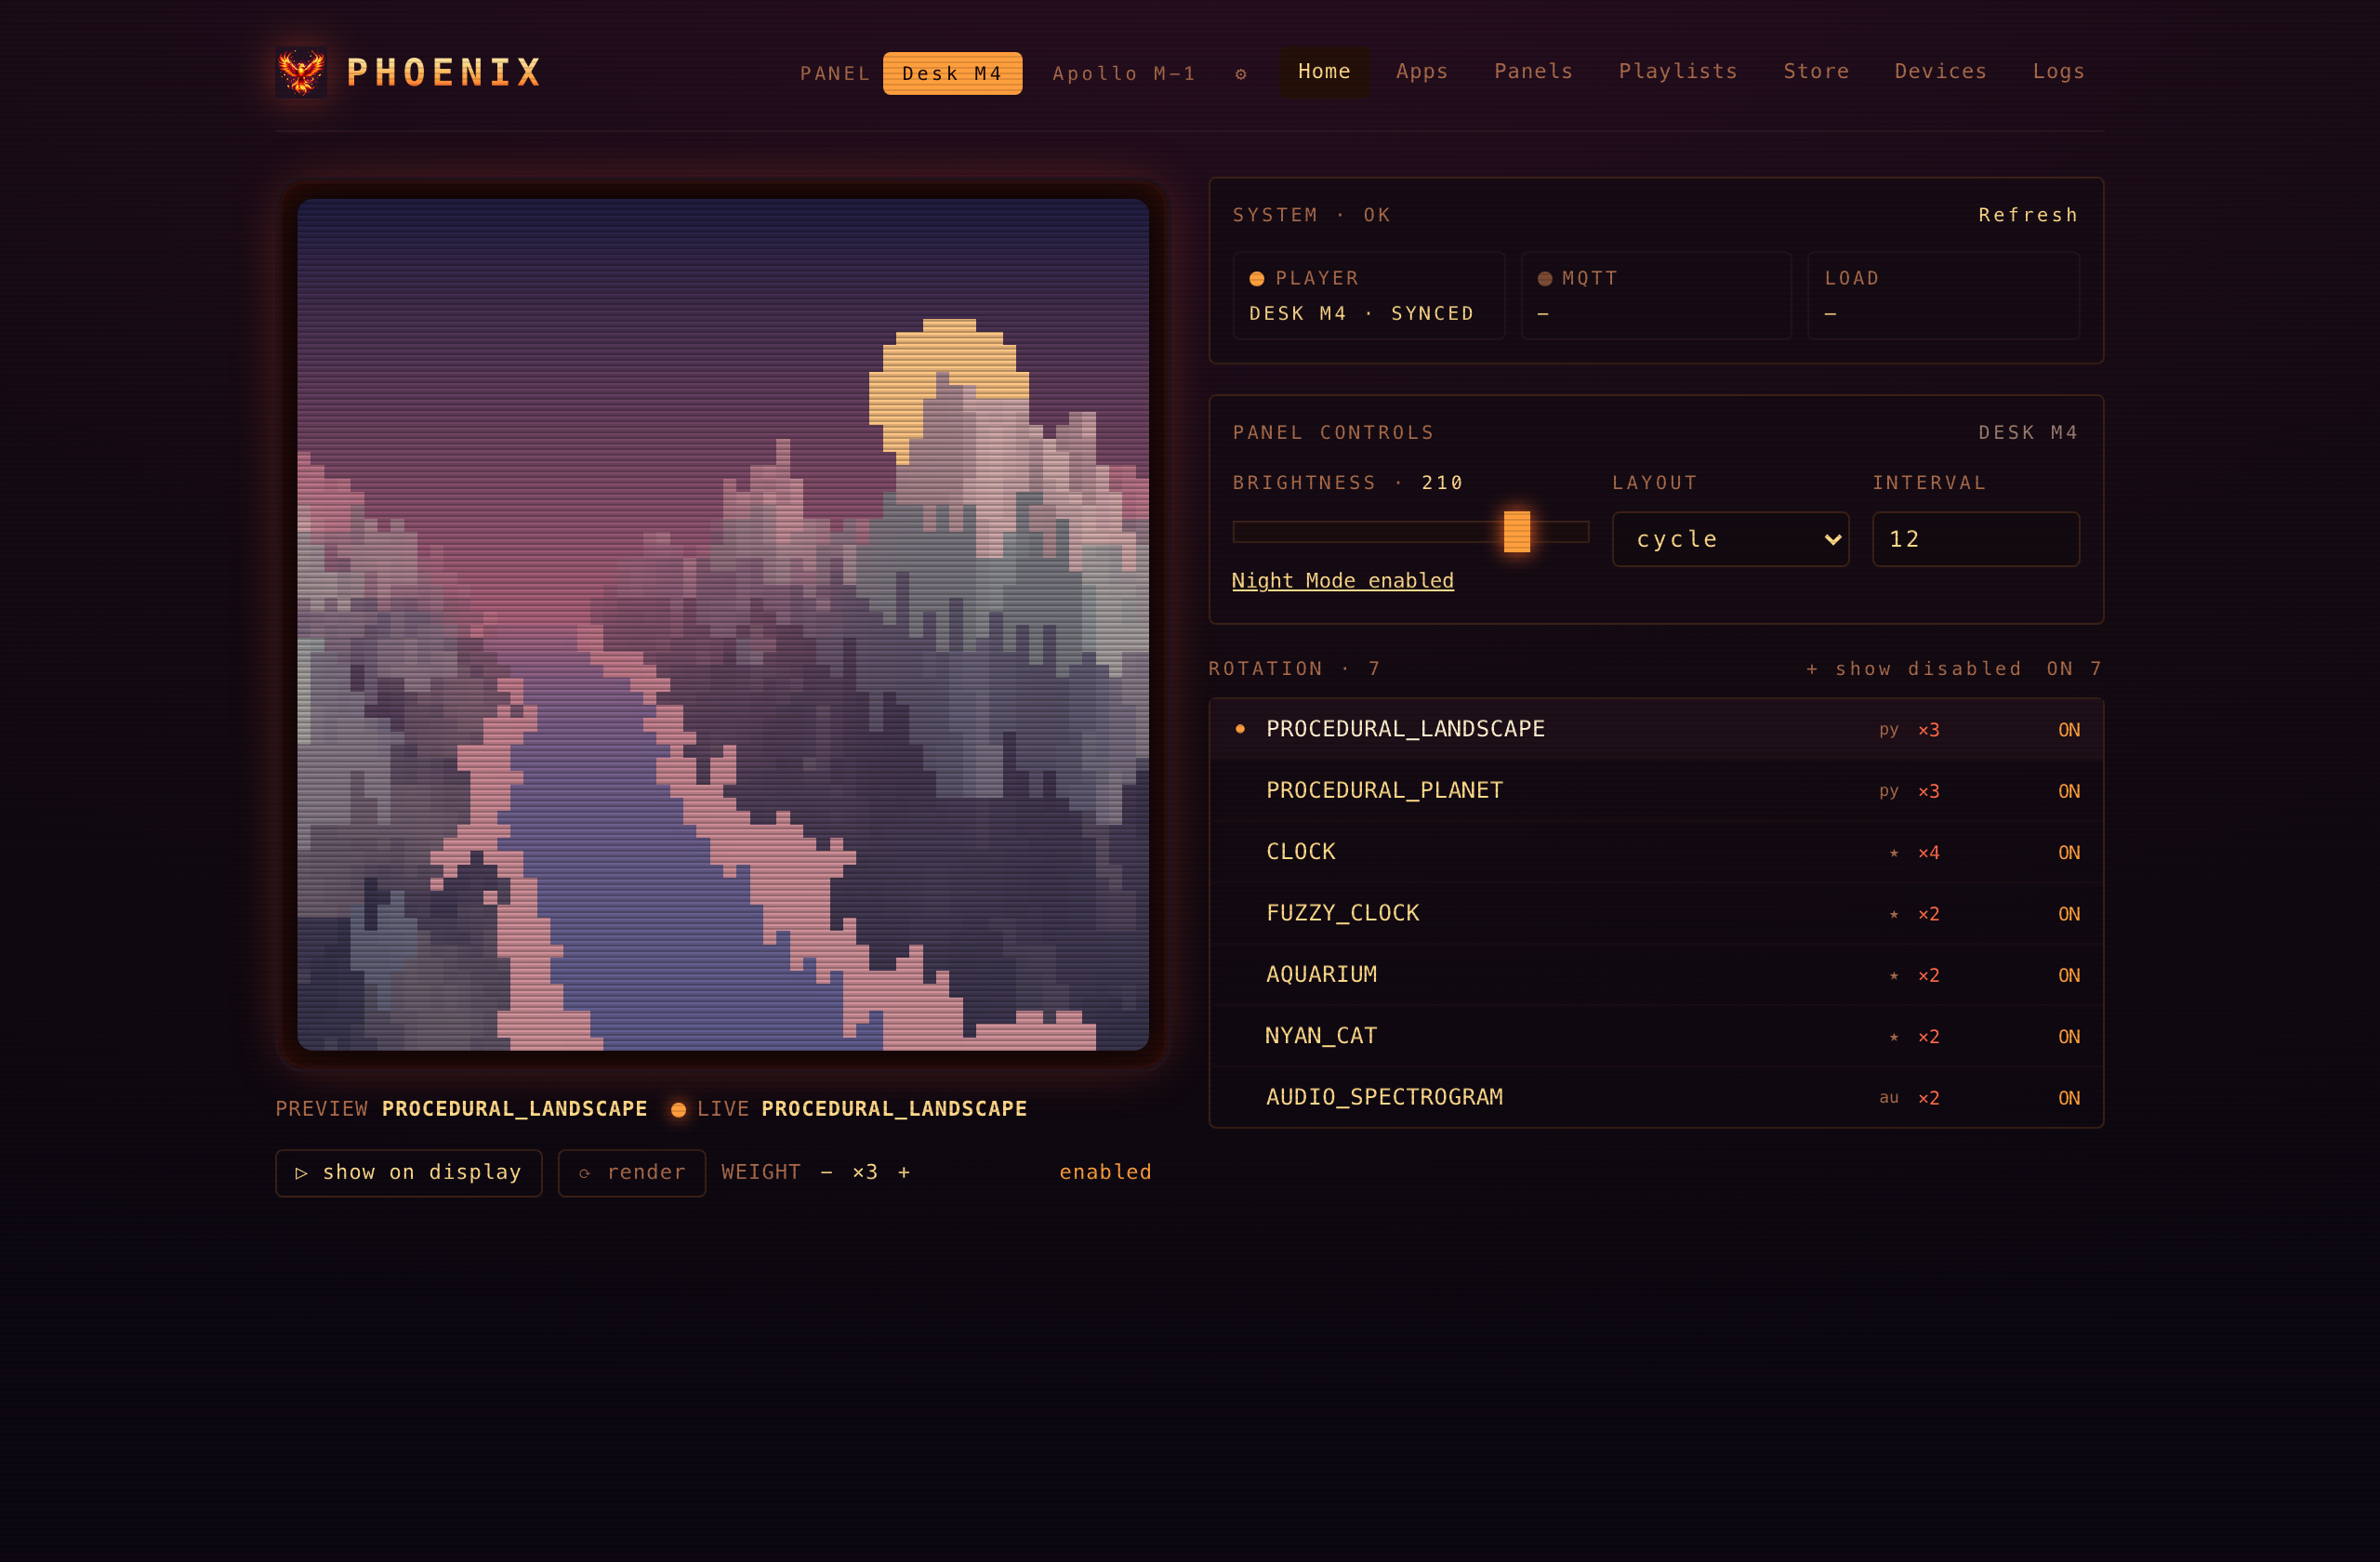 PHOENIX
PANEL Desk M4 Apollo M-1 ⚙ Home Apps Panels Playlists Store Devices Logs
SYSTEM · OK Refresh
PLAYER
DESK M4 · SYNCED
MQTT
—
LOAD
—
PANEL CONTROLS DESK M4
BRIGHTNESS · 210
LAYOUT
INTERVAL
cycle
12
Night Mode enabled
ROTATION · 7 + show disabled ON 7
PROCEDURAL_LANDSCAPE py ×3 ON
PROCEDURAL_PLANET py ×3 ON
CLOCK ★ ×4 ON
FUZZY_CLOCK ★ ×2 ON
AQUARIUM ★ ×2 ON
NYAN_CAT ★ ×2 ON
AUDIO_SPECTROGRAM au ×2 ON
PREVIEW PROCEDURAL_LANDSCAPE LIVE PROCEDURAL_LANDSCAPE
▷ show on display ⟳ render WEIGHT − ×3 + enabled